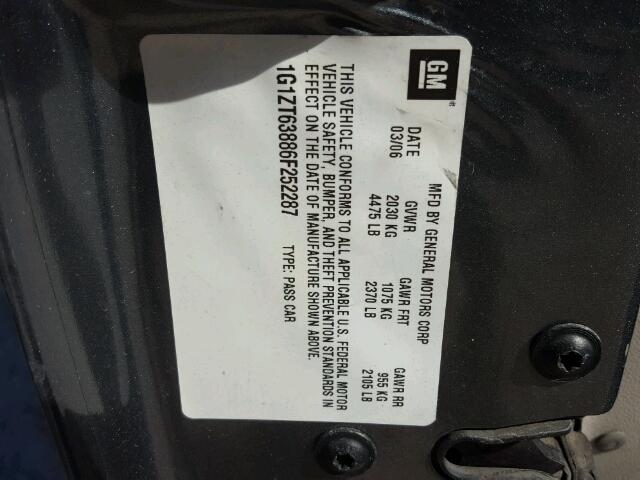 GM
MFD BY GENERAL MOTORS CORP
DATE GVWR GAWR FRT GAWR RR
03/06 2030 KG 1075 KG 955 KG
4475 LB 2370 LB 2105 LB
THIS VEHICLE CONFORMS TO ALL APPLICABLE U.S. FEDERAL MOTOR
VEHICLE SAFETY, BUMPER, AND THEFT PREVENTION STANDARDS IN
EFFECT ON THE DATE OF MANUFACTURE SHOWN ABOVE.
1G1ZT63886F252287 TYPE: PASS CAR